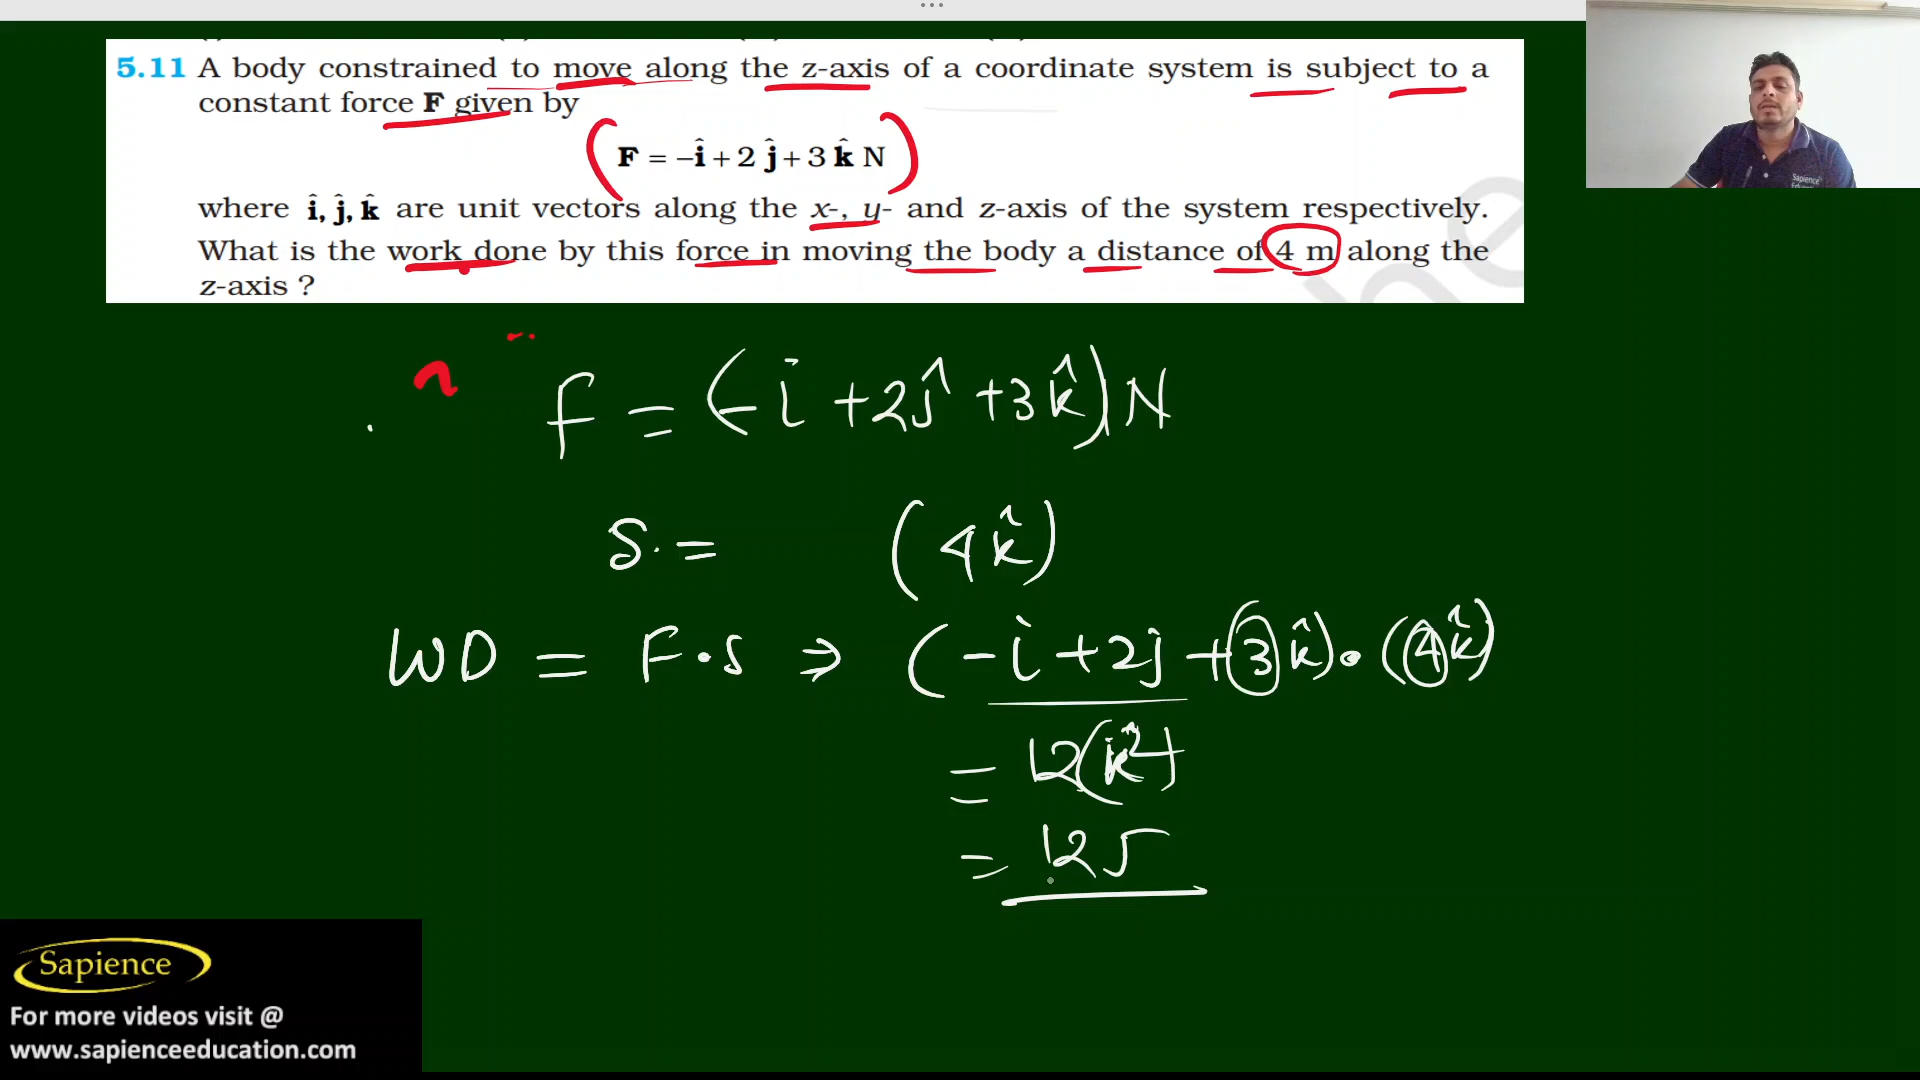 5.11 A body constrained to move along the z-axis of a coordinate system is subject to a
constant force F given by
F = –î + 2 ĵ + 3 k̂ N
where î, ĵ, k̂ are unit vectors along the x-, y- and z-axis of the system respectively.
What is the work done by this force in moving the body a distance of 4 m along the
z-axis ?
F = (-i + 2ĵ + 3k̂) N
S. = (4k̂)
WD = F·S ⇒ (-i + 2j + 3k̂)·(4k̂)
= 12(k̂²)
= 12J
Sapience
Sapience
For more videos visit @
www.sapienceeducation.com